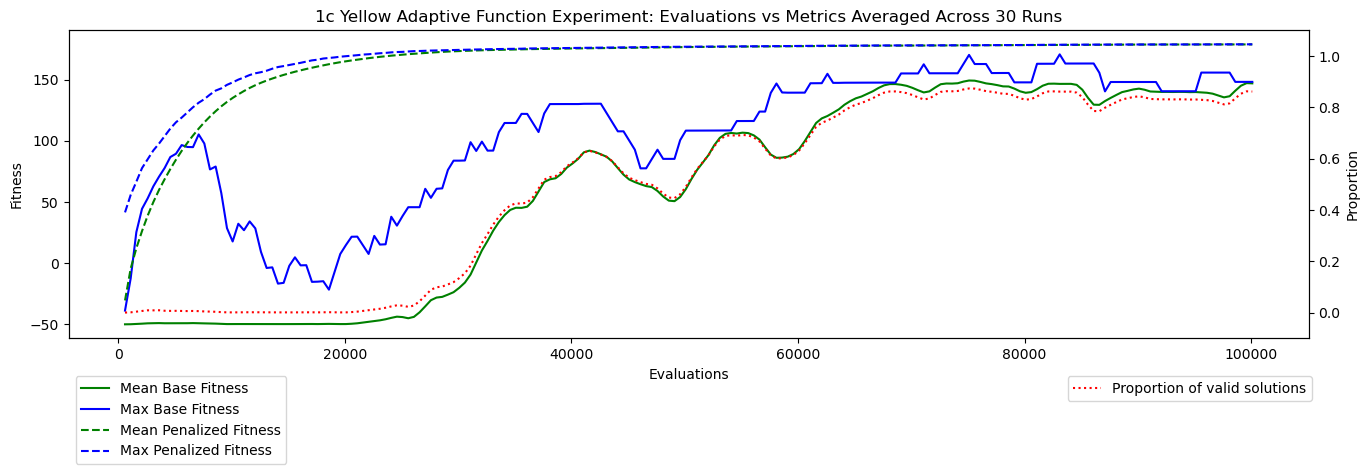 1c Yellow Adaptive Function Experiment: Evaluations vs Metrics Averaged Across 30 Runs
Fitness
150
100
50
0
−50
1.0
0.8
0.6
0.4
0.2
0.0
Proportion
0 20000 40000 60000 80000 100000
Evaluations
Mean Base Fitness
Max Base Fitness
Mean Penalized Fitness
Max Penalized Fitness
Proportion of valid solutions